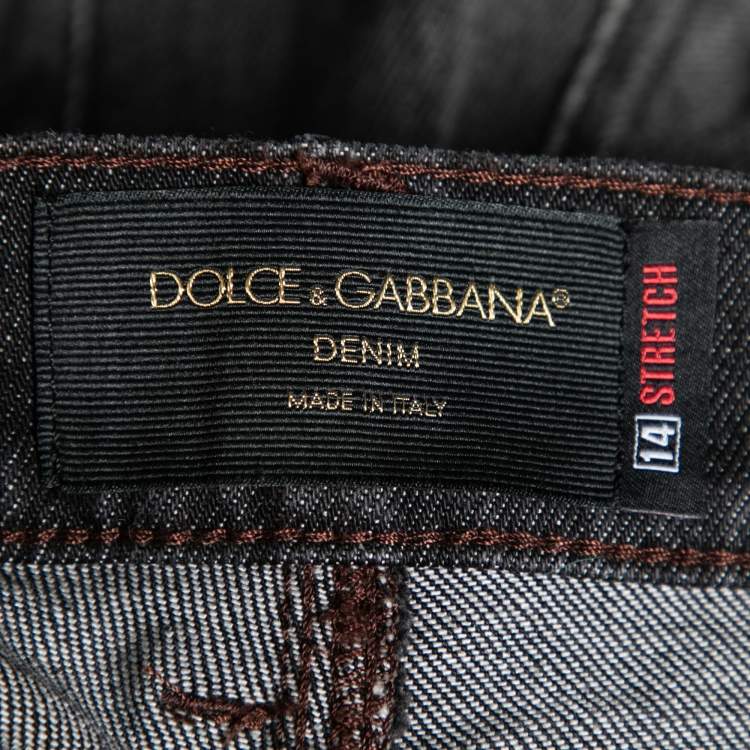 DOLCE & GABBANA®
DENIM
MADE IN ITALY
14 STRETCH